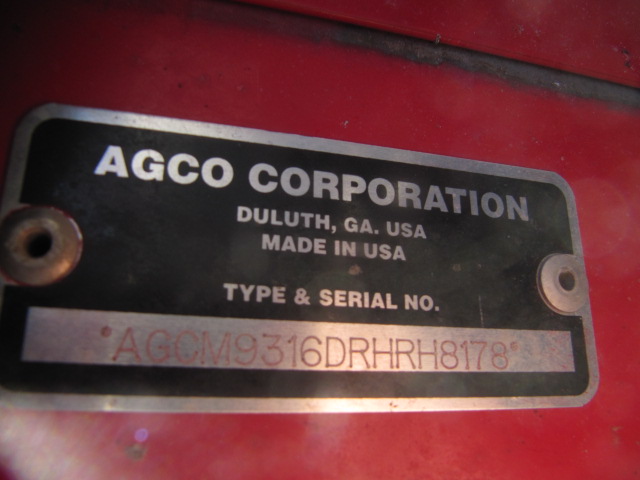 AGCO CORPORATION
DULUTH, GA. USA
MADE IN USA
TYPE & SERIAL NO.
*AGCM9316DRHRH8178*